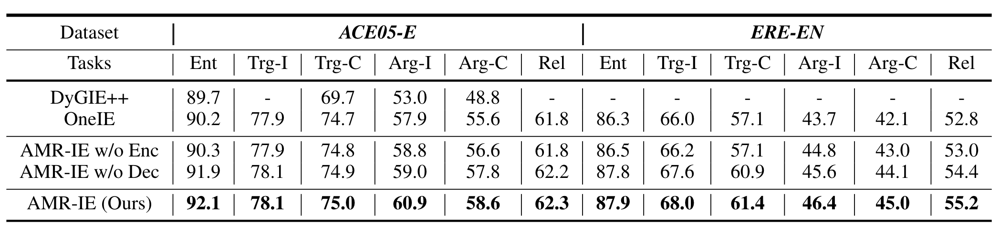 Dataset ACE05-E ERE-EN
Tasks Ent Trg-I Trg-C Arg-I Arg-C Rel Ent Trg-I Trg-C Arg-I Arg-C Rel
DyGIE++ 89.7 - 69.7 53.0 48.8 - - - - - - -
OneIE 90.2 77.9 74.7 57.9 55.6 61.8 86.3 66.0 57.1 43.7 42.1 52.8
AMR-IE w/o Enc 90.3 77.9 74.8 58.8 56.6 61.8 86.5 66.2 57.1 44.8 43.0 53.0
AMR-IE w/o Dec 91.9 78.1 74.9 59.0 57.8 62.2 87.8 67.6 60.9 45.6 44.1 54.4
AMR-IE (Ours) 92.1 78.1 75.0 60.9 58.6 62.3 87.9 68.0 61.4 46.4 45.0 55.2